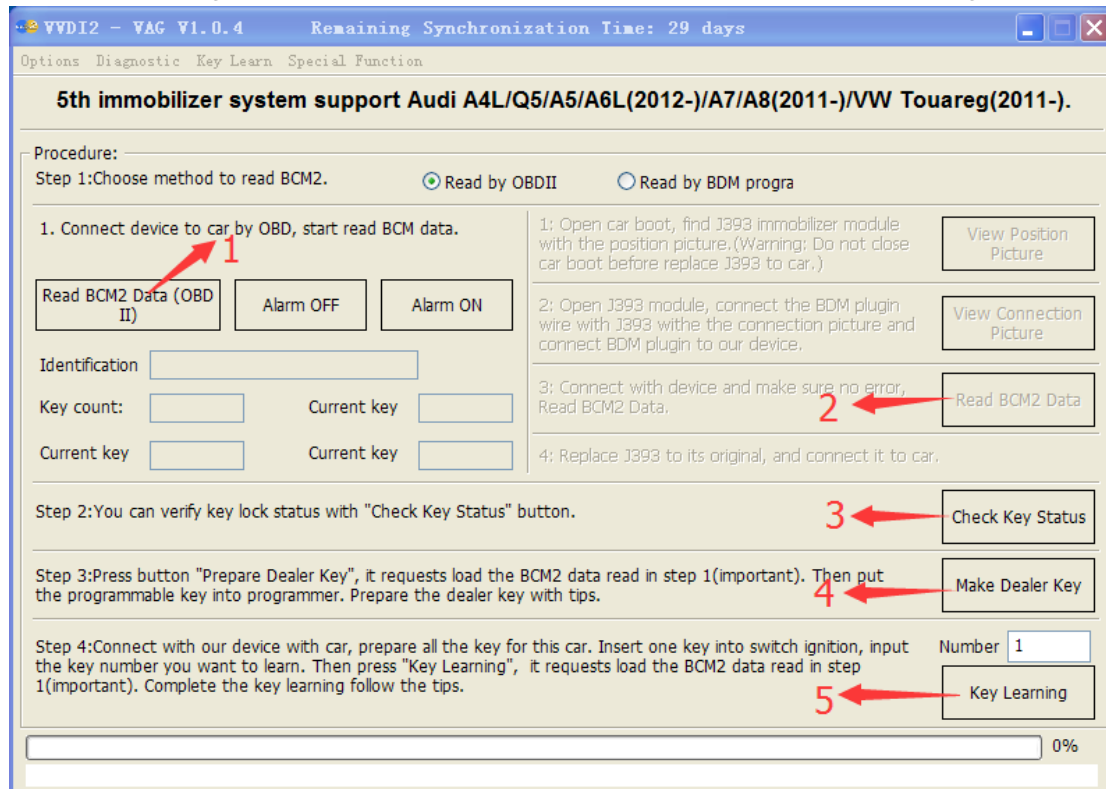 VVDI2 - VAG V1.0.4 Remaining Synchronization Time: 29 days
Options Diagnostic Key Learn Special Function
5th immobilizer system support Audi A4L/Q5/A5/A6L(2012-)/A7/A8(2011-)/VW Touareg(2011-).
Procedure:
Step 1:Choose method to read BCM2.
Read by OBDII
Read by BDM progra
1. Connect device to car by OBD, start read BCM data.
1
Read BCM2 Data (OBD
II)
Alarm OFF
Alarm ON
Identification
Key count:
Current key
Current key
Current key
1: Open car boot, find J393 immobilizer module
with the position picture.(Warning: Do not close
car boot before replace J393 to car.)
View Position
Picture
2: Open J393 module, connect the BDM plugin
wire with J393 withe the connection picture and
connect BDM plugin to our device.
View Connection
Picture
3: Connect with device and make sure no error,
Read BCM2 Data.
2
Read BCM2 Data
4: Replace J393 to its original, and connect it to car.
Step 2:You can verify key lock status with "Check Key Status" button.
3
Check Key Status
Step 3:Press button "Prepare Dealer Key", it requests load the BCM2 data read in step 1(important). Then put
the programmable key into programmer. Prepare the dealer key with tips.
4
Make Dealer Key
Step 4:Connect with our device with car, prepare all the key for this car. Insert one key into switch ignition, input
the key number you want to learn. Then press "Key Learning", it requests load the BCM2 data read in step
1(important). Complete the key learning follow the tips.
Number 1
5
Key Learning
0%